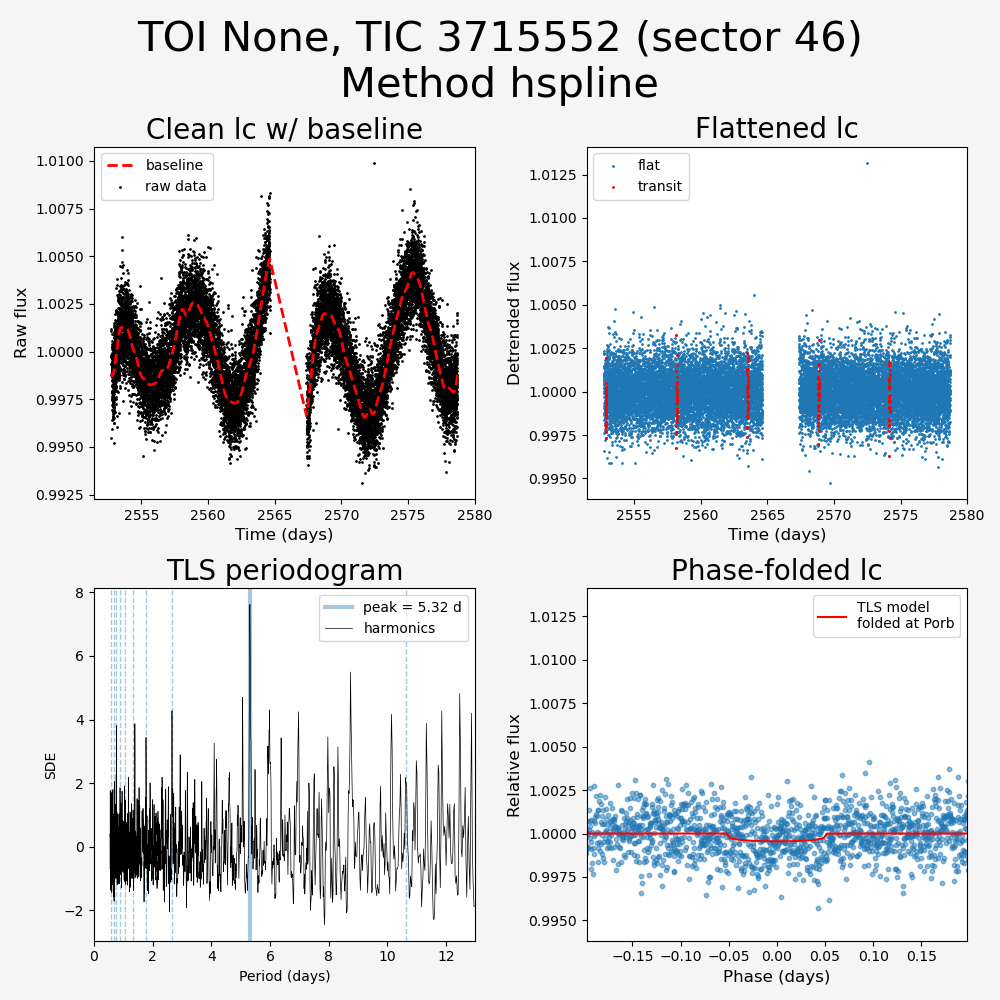 TOI None, TIC 3715552 (sector 46)
Method hspline
Clean lc w/ baseline
baseline
raw data
1.0100
1.0075
1.0050
1.0025
1.0000
0.9975
0.9950
0.9925
Raw flux
2555
2560
2565
2570
2575
2580
Time (days)
Flattened lc
flat
transit
1.0125
1.0100
1.0075
1.0050
1.0025
1.0000
0.9975
0.9950
Detrended flux
2555
2560
2565
2570
2575
2580
Time (days)
TLS periodogram
peak = 5.32 d
harmonics
8
6
4
2
0
−2
SDE
0
2
4
6
8
10
12
Period (days)
Phase-folded lc
TLS model
folded at Porb
1.0125
1.0100
1.0075
1.0050
1.0025
1.0000
0.9975
0.9950
Relative flux
−0.15
−0.10
−0.05
0.00
0.05
0.10
0.15
Phase (days)